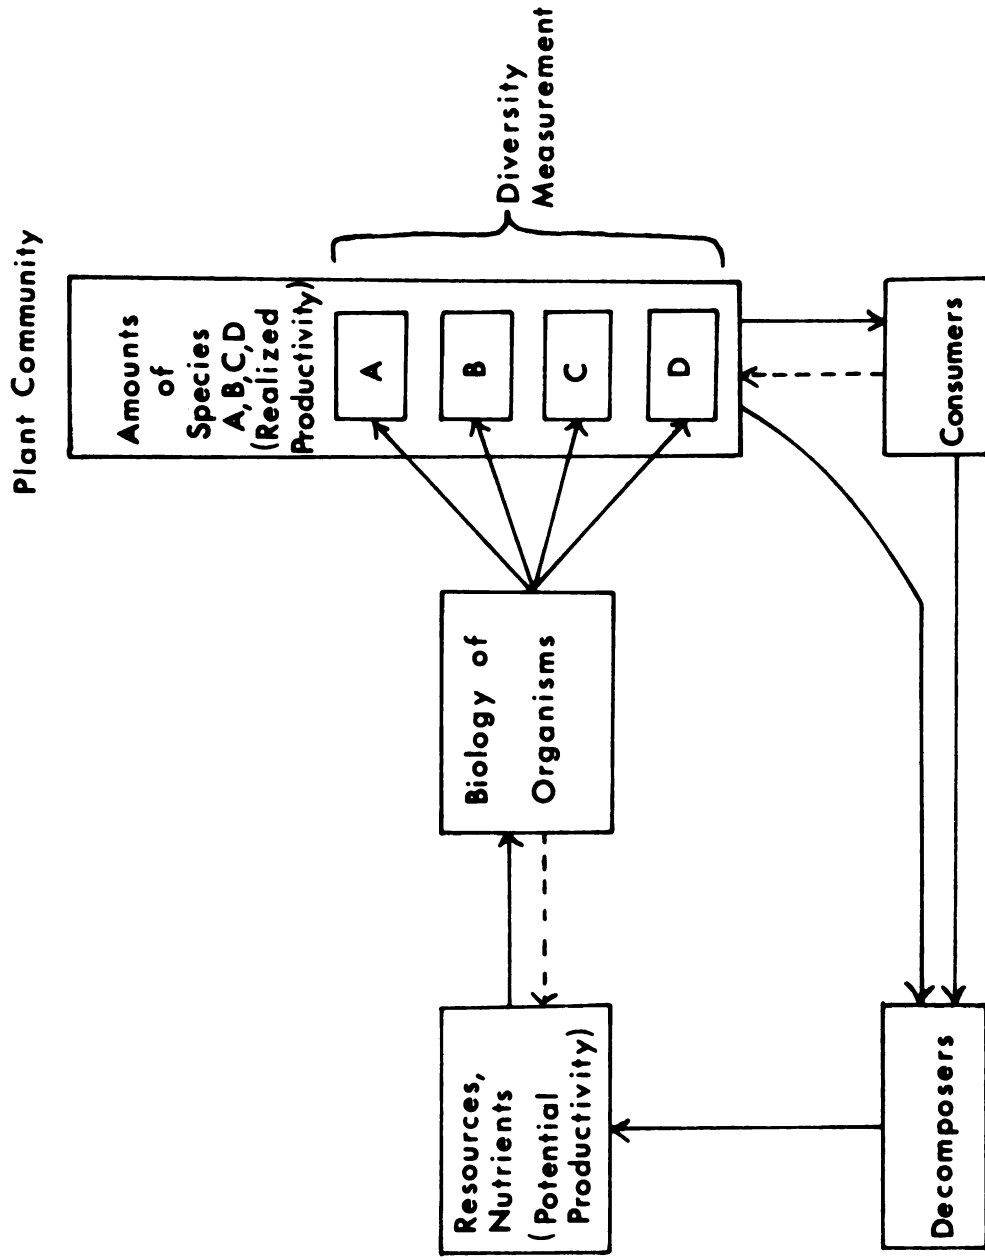 Plant Community
Amounts
of
Species
A,B,C,D
(Realized
Productivity)
A
B
C
D
Diversity
Measurement
Biology of
Organisms
Resources,
Nutrients
(Potential
Productivity)
Consumers
Decomposers